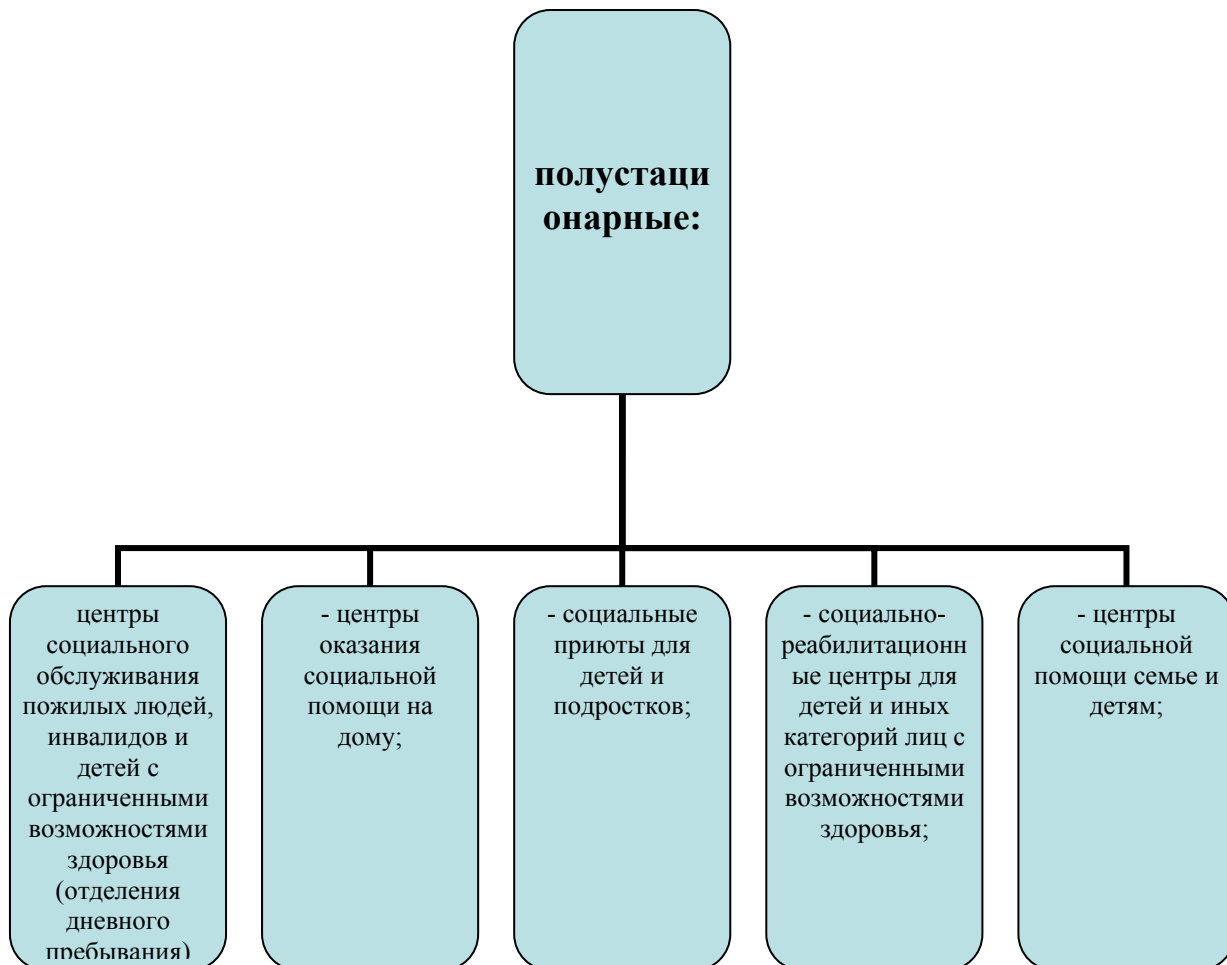 полустаци
онарные:
центры
социального
обслуживания
пожилых людей,
инвалидов и
детей с
ограниченными
возможностями
здоровья
(отделения
дневного
пребывания)
- центры
оказания
социальной
помощи на
дому;
- социальные
приюты для
детей и
подростков;
- социально-
реабилитационн
ые центры для
детей и иных
категорий лиц с
ограниченными
возможностями
здоровья;
- центры
социальной
помощи семье и
детям;